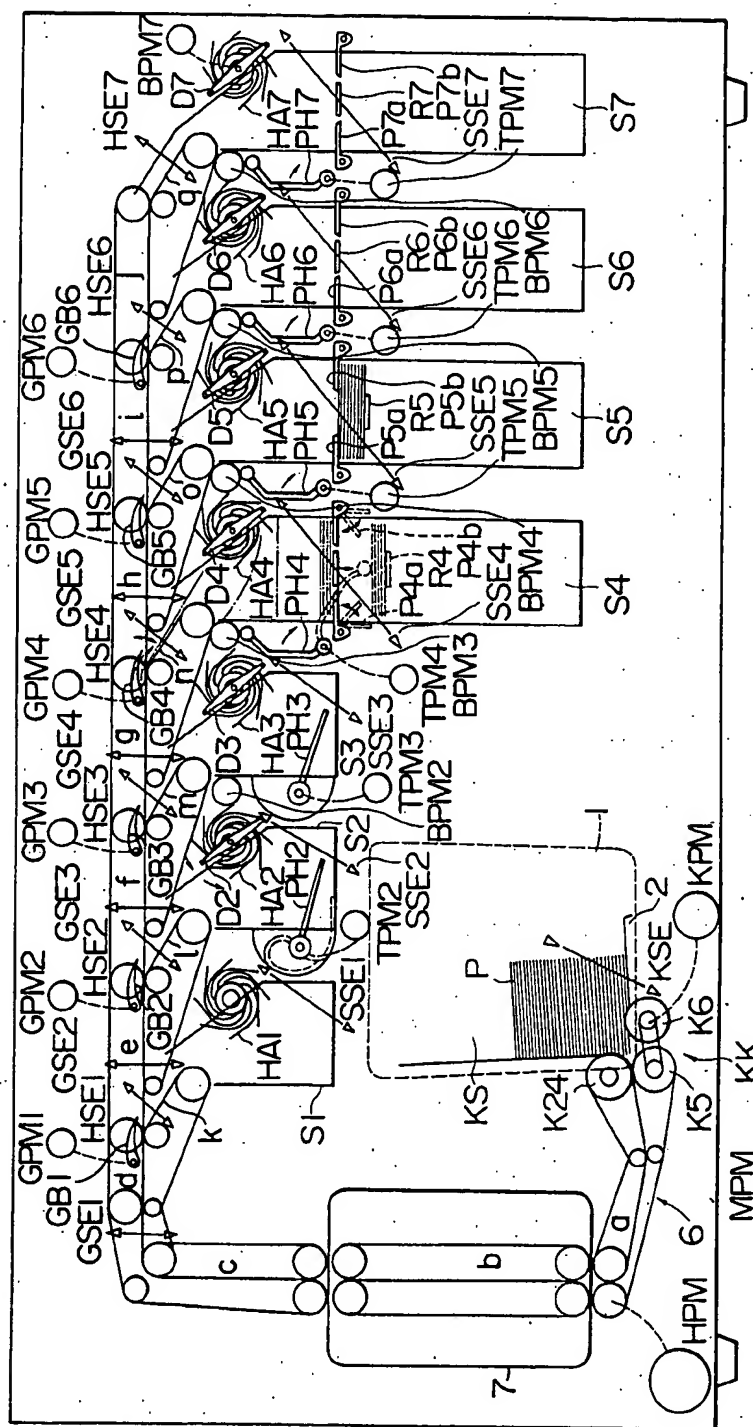 GPM1
GPM2
GPM3
GPM4
GPM5
GPM6
GSE1
GB1
HSE1
GSE2
HSE2
GSE3
HSE3
GSE4
HSE4
GSE5
HSE5
GSE6
GB6
HSE6
HSE7
BPM7
d
e
f
g
h
i
j
k
l
m
n
o
p
q
GB2
GB3
GB4
GB5
D2
D3
D4
D5
D6
D7
HA1
HA2
HA3
HA4
HA5
HA6
HA7
PH2
PH3
PH4
PH5
PH6
PH7
S1
SSE1
TPM2
SSE2
S2
BPM2
TPM3
SSE3
S3
TPM4
BPM3
P4a
R4
P4b
SSE4
BPM4
S4
P5a
R5
P5b
SSE5
TPM5
BPM5
S5
P6a
R6
P6b
SSE6
TPM6
BPM6
S6
P7a
R7
P7b
SSE7
TPM7
S7
c
b
7
a
6
HPM
MPM
KS
P
1
2
KSE
K24
K5
K6
KK
KPM